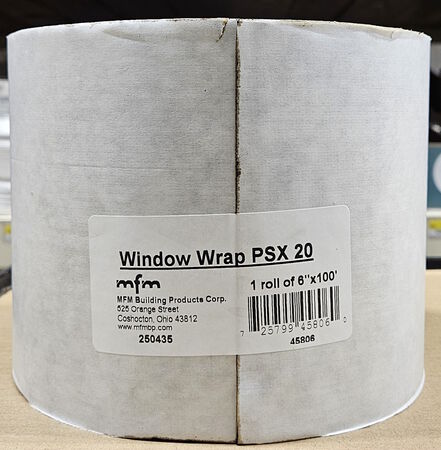 Window Wrap PSX 20
mfm
1 roll of 6"x100'
MFM Building Products Corp.
525 Orange Street
Coshocton, Ohio 43812
www.mfmbp.com
250435
7 25799 45806 0
45806